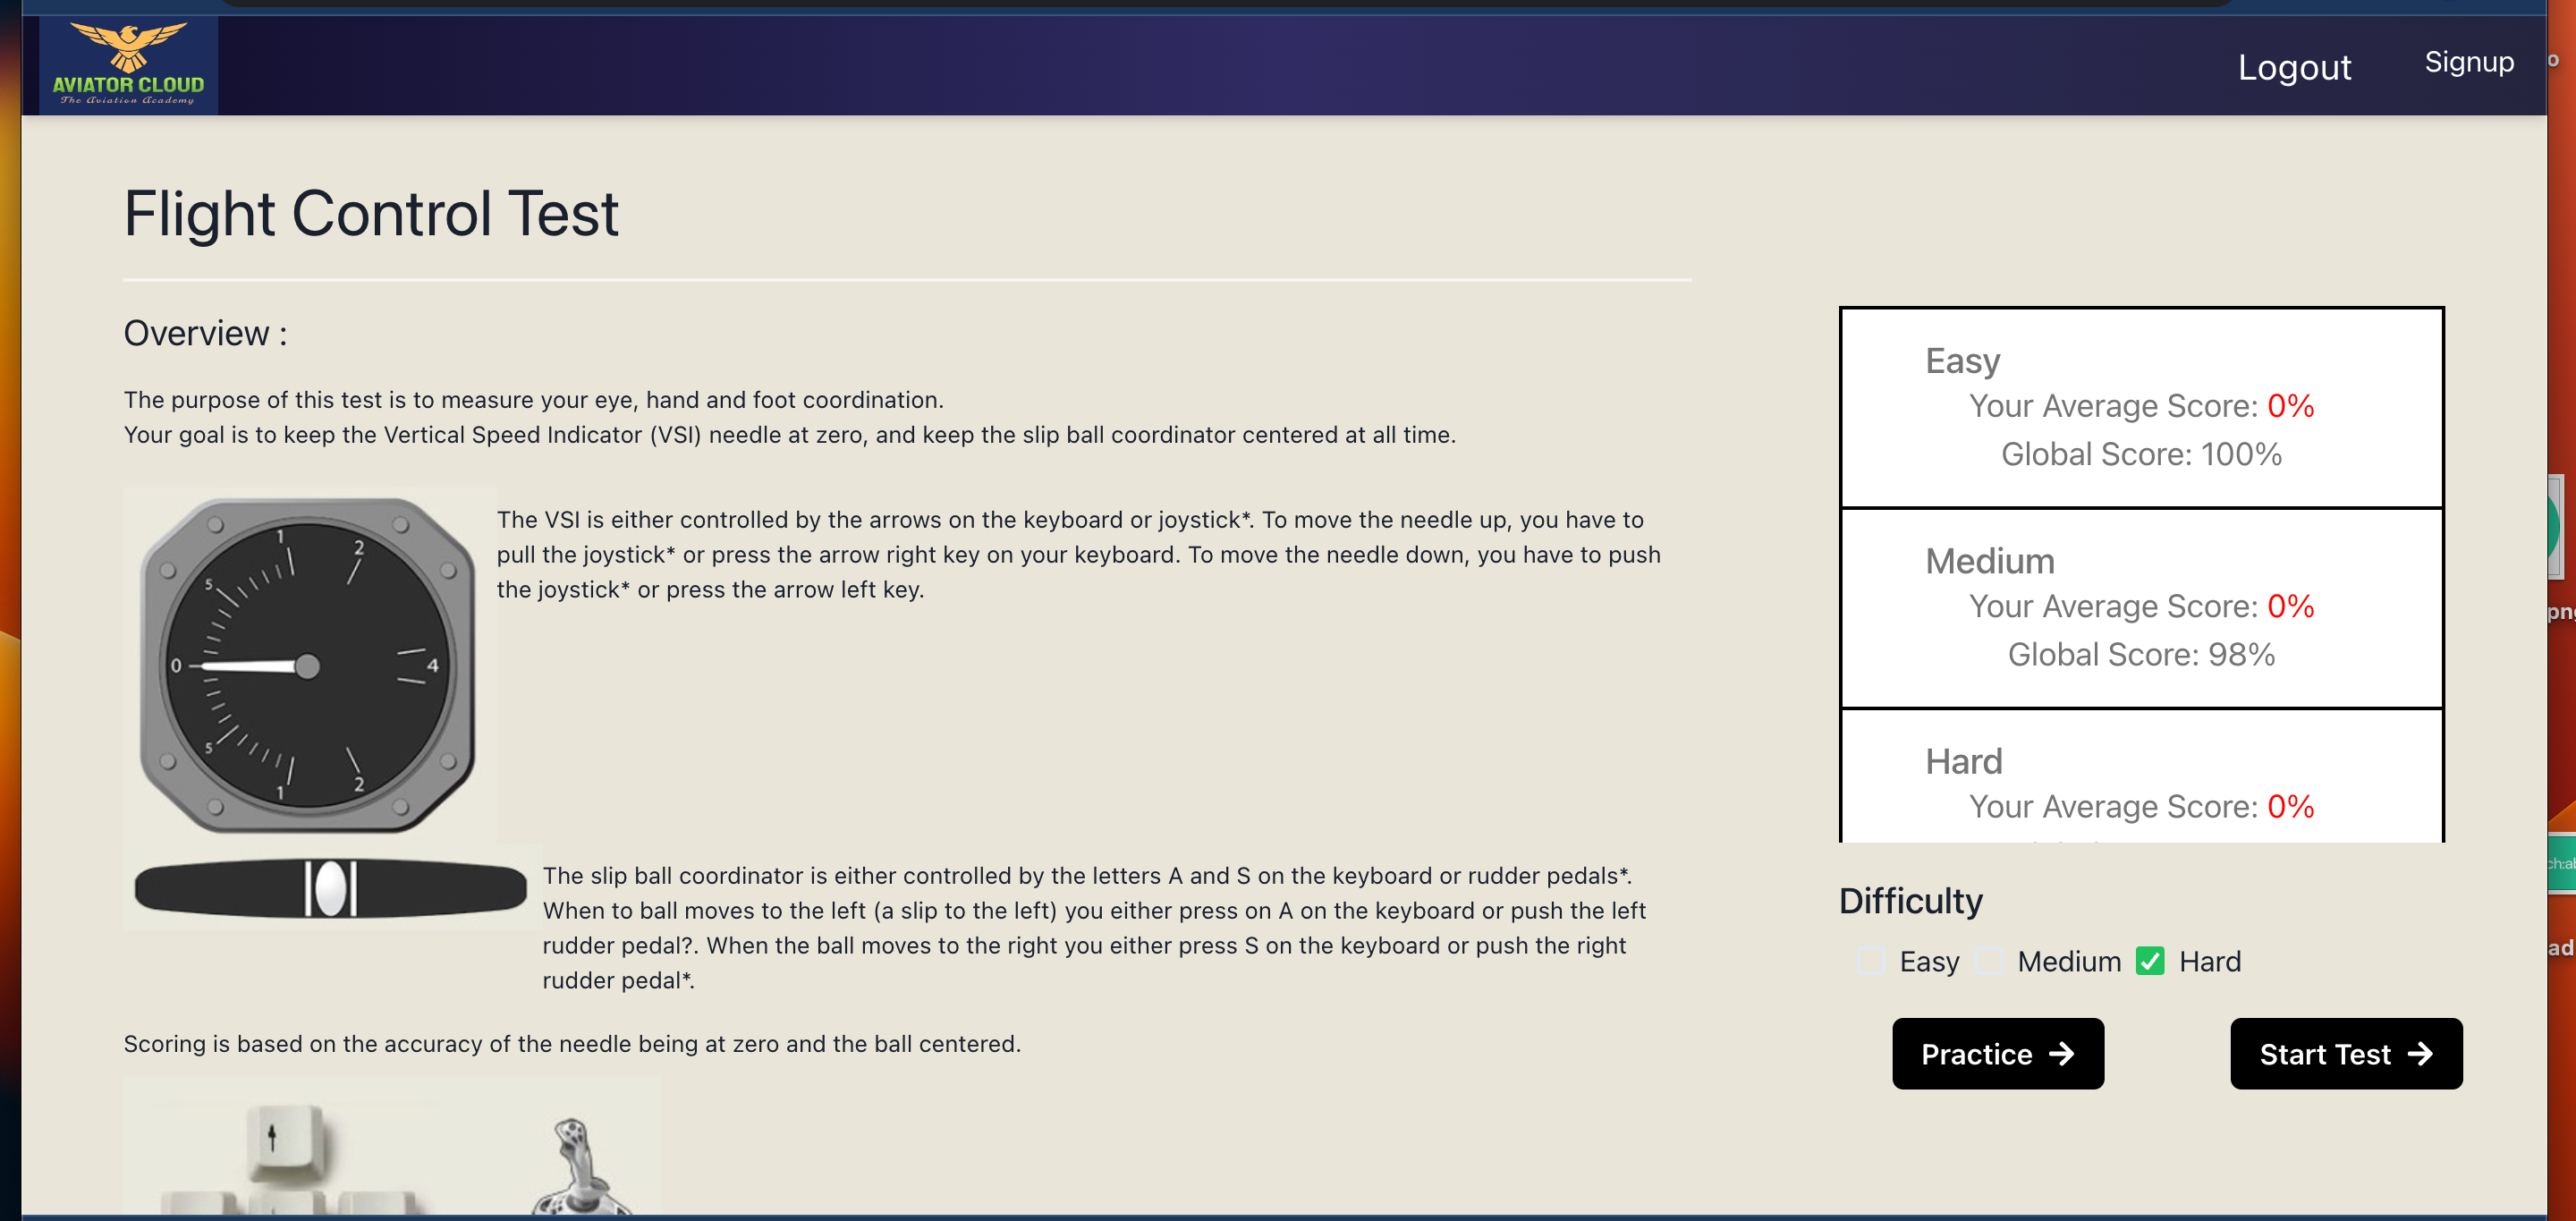 AVIATOR CLOUD
The Aviation Academy
Logout
Signup
Flight Control Test
Overview :
The purpose of this test is to measure your eye, hand and foot coordination.
Your goal is to keep the Vertical Speed Indicator (VSI) needle at zero, and keep the slip ball coordinator centered at all time.
1
2
5
0
4
5
1
2
The VSI is either controlled by the arrows on the keyboard or joystick*. To move the needle up, you have to
pull the joystick* or press the arrow right key on your keyboard. To move the needle down, you have to push
the joystick* or press the arrow left key.
The slip ball coordinator is either controlled by the letters A and S on the keyboard or rudder pedals*.
When to ball moves to the left (a slip to the left) you either press on A on the keyboard or push the left
rudder pedal?. When the ball moves to the right you either press S on the keyboard or push the right
rudder pedal*.
Scoring is based on the accuracy of the needle being at zero and the ball centered.
Easy
Your Average Score: 0%
Global Score: 100%
Medium
Your Average Score: 0%
Global Score: 98%
Hard
Your Average Score: 0%
Difficulty
Easy Medium Hard
Practice →
Start Test →